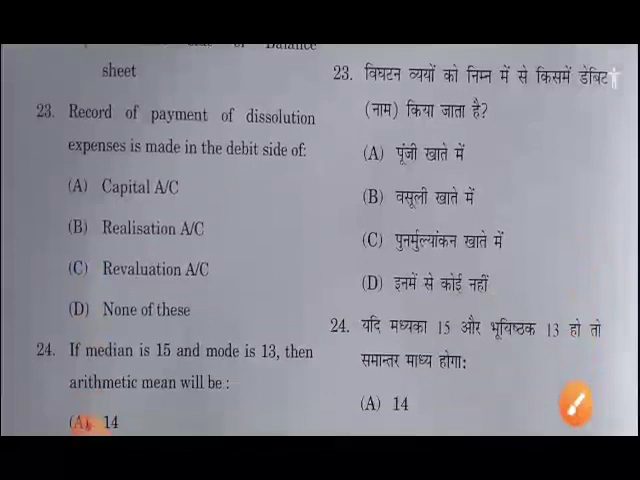 Balance
sheet
23. Record of payment of dissolution
expenses is made in the debit side of:
(A) Capital A/C
(B) Realisation A/C
(C) Revaluation A/C
(D) None of these
24. If median is 15 and mode is 13, then
arithmetic mean will be :
(A) 14
23. विघटन व्ययों को निम्न में से किसमें डेबिट
(नाम) किया जाता है?
(A) पूंजी खाते में
(B) वसूली खाते में
(C) पुनर्मुल्यांकन खाते में
(D) इनमें से कोई नहीं
24. यदि मध्यका 15 और भूयिष्ठक 13 हो तो
समान्तर माध्य होगा:
(A) 14